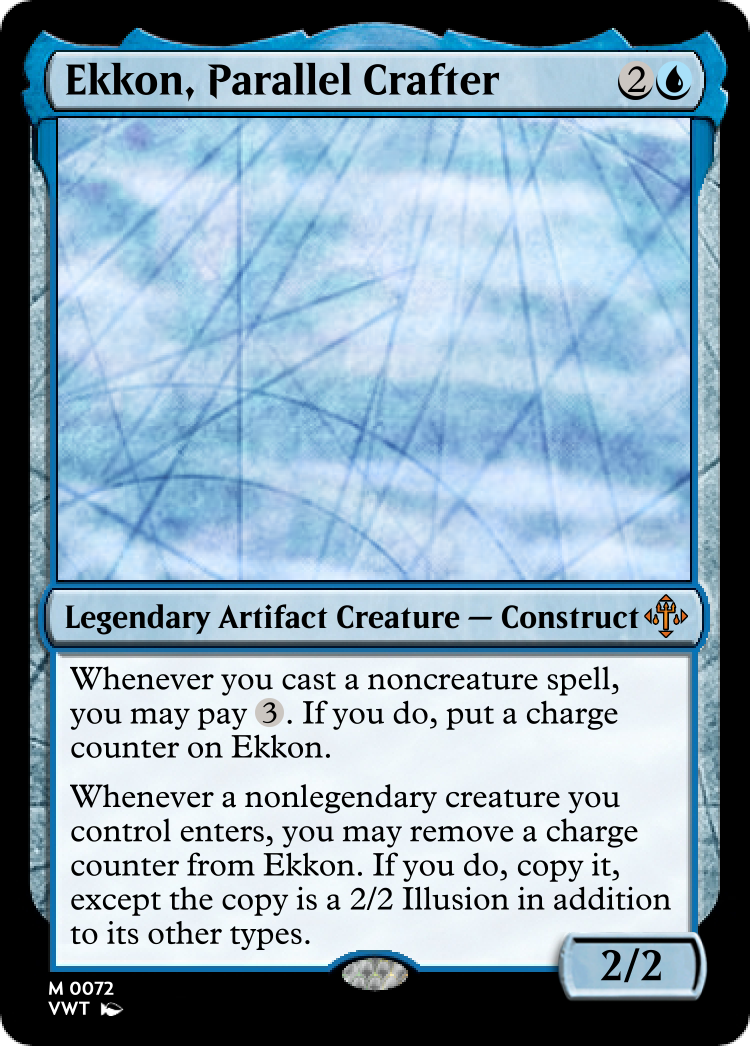 Ekkon, Parallel Crafter 2
Legendary Artifact Creature — Construct
Whenever you cast a noncreature spell,
you may pay 3. If you do, put a charge
counter on Ekkon.
Whenever a nonlegendary creature you
control enters, you may remove a charge
counter from Ekkon. If you do, copy it,
except the copy is a 2/2 Illusion in addition
to its other types.
2/2
M 0072
VWT